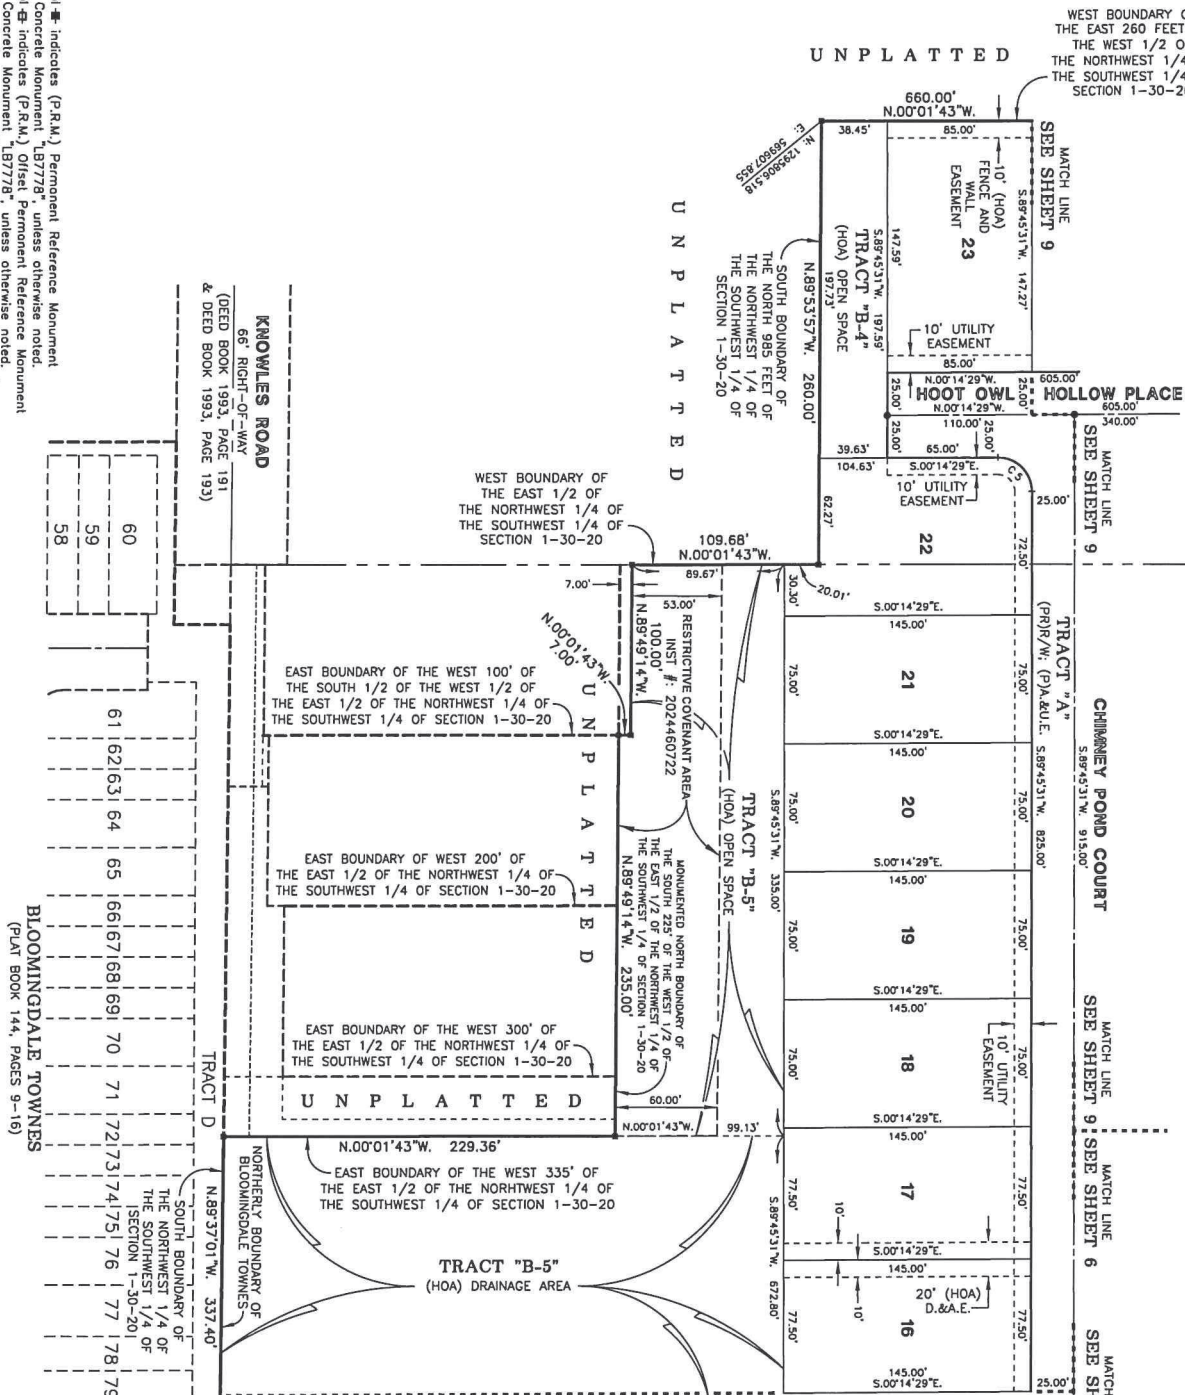 WEST BOUNDARY O
THE EAST 260 FEET
THE WEST 1/2 O
THE NORTHWEST 1/4
THE SOUTHWEST 1/4
SECTION 1-30-20
UNPLATTED
660.00'
N.00°01'43"W.
38.45'
85.00'
N: 1295806.518
E: 569607.855
10' (HOA)
FENCE AND
WALL
EASEMENT
23
MATCH LINE
SEE SHEET 9
S.89°45'31"W. 147.27'
147.59'
S.89°45'31"W. 197.59'
TRACT "B-4"
(HOA) OPEN SPACE
197.73'
N.89°53'57"W. 260.00'
SOUTH BOUNDARY OF
THE NORTH 985 FEET OF
THE NORTHWEST 1/4 OF
THE SOUTHWEST 1/4 OF
SECTION 1-30-20
UNPLATTED
10' UTILITY
EASEMENT
85.00'
N.00°14'29"W.
605.00'
25.00'
25.00'
HOOT OWL HOLLOW PLACE
N.00°14'29"W.
605.00'
340.00'
110.00'
25.00'
25.00'
39.63'
65.00'
104.63'
S.00°14'29"E.
C5
10' UTILITY
EASEMENT
MATCH LINE
SEE SHEET 9
25.00'
62.27'
22
72.50'
KNOWLES ROAD
66' RIGHT-OF-WAY
(DEED BOOK 1993, PAGE 191
& DEED BOOK 1993, PAGE 193)
WEST BOUNDARY OF
THE EAST 1/2 OF
THE NORTHWEST 1/4 OF
THE SOUTHWEST 1/4 OF
SECTION 1-30-20
109.68'
N.00°01'43"W.
89.67'
7.00'
53.00'
20.01'
30.30'
S.00°14'29"E.
145.00'
N.89°49'14"W.
100.00'
N.00°01'43"W.
7.00'
RESTRICTIVE COVENANT AREA
INST #: 2024460722
TRACT "A"
(PR)R/W; (P)A.&U.E.
CHIMNEY POND COURT
S.89°45'31"W. 915.00'
S.89°45'31"W. 825.00'
75.00'
21
75.00'
S.00°14'29"E.
145.00'
EAST BOUNDARY OF THE WEST 100' OF
THE SOUTH 1/2 OF THE WEST 1/2 OF
THE EAST 1/2 OF THE NORTHWEST 1/4 OF
THE SOUTHWEST 1/4 OF SECTION 1-30-20
UNPLATTED
TRACT "B-5"
(HOA) OPEN SPACE
S.89°45'31"W. 335.00'
75.00'
20
75.00'
S.00°14'29"E.
145.00'
EAST BOUNDARY OF WEST 200' OF
THE EAST 1/2 OF THE NORTHWEST 1/4 OF
THE SOUTHWEST 1/4 OF SECTION 1-30-20
MONUMENTED NORTH BOUNDARY OF
THE SOUTH 225' OF THE WEST 1/2 OF
THE EAST 1/2 OF THE NORTHWEST 1/4 OF
THE SOUTHWEST 1/4 OF SECTION 1-30-20
N.89°49'14"W. 235.00'
75.00'
19
75.00'
S.00°14'29"E.
145.00'
EAST BOUNDARY OF THE WEST 300' OF
THE EAST 1/2 OF THE NORTHWEST 1/4 OF
THE SOUTHWEST 1/4 OF SECTION 1-30-20
75.00'
18
75.00'
10' UTILITY
EASEMENT
MATCH LINE
SEE SHEET 9
UNPLATTED
60.00'
N.00°01'43"W.
99.13'
S.00°14'29"E.
145.00'
N.00°01'43"W. 229.36'
EAST BOUNDARY OF THE WEST 335' OF
THE EAST 1/2 OF THE NORHTWEST 1/4 OF
THE SOUTHWEST 1/4 OF SECTION 1-30-20
77.50'
17
77.50'
MATCH LINE
SEE SHEET 6
S.89°45'31"W. 672.80'
10'
S.00°14'29"E.
145.00'
10'
20' (HOA)
D.&A.E.
TRACT "B-5"
(HOA) DRAINAGE AREA
77.50'
16
77.50'
145.00'
S.00°14'29"E.
25.00'
MATCH
SEE SH
NORTHERLY BOUNDARY OF
BLOOMINGDALE TOWNES
N.89°37'01"W. 337.40'
SOUTH BOUNDARY OF
THE NORTHWEST 1/4 OF
THE SOUTHWEST 1/4 OF
SECTION 1-30-20
TRACT D
60
59
58
61
62
63
64
65
66
67
68
69
70
71
72
73
74
75
76
77
78
79
BLOOMINGDALE TOWNES
(PLAT BOOK 144, PAGES 9-16)
indicates (P.R.M.) Permanent Reference Monument
Concrete Monument "LB7778", unless otherwise noted.
indicates (P.R.M.) Offset Permanent Reference Monument
Concrete Monument "LB7778", unless otherwise noted.